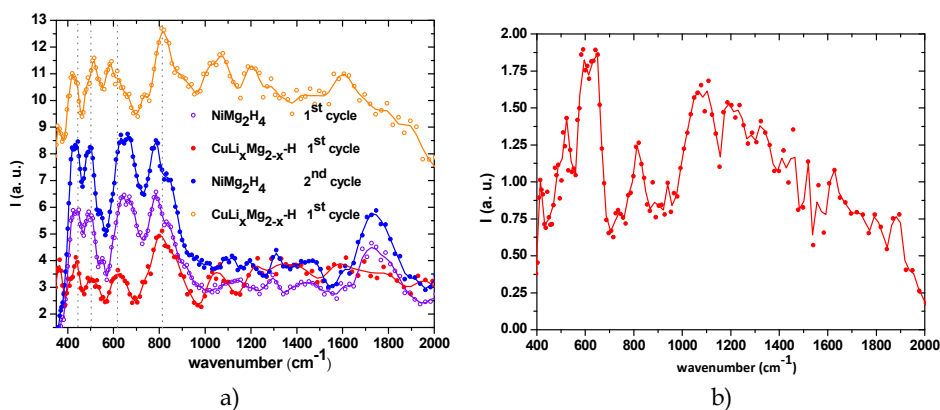 a)
13
12
11
10
9
8
7
6
5
4
3
2
I (a. u.)
NiMg₂H₄ 1ˢᵗ cycle
CuLiₓMg₂₋ₓ-H 1ˢᵗ cycle
NiMg₂H₄ 2ⁿᵈ cycle
CuLiₓMg₂₋ₓ-H 1ˢᵗ cycle
400 600 800 1000 1200 1400 1600 1800 2000
wavenumber (cm⁻¹)
a)
b)
2.00
1.75
1.50
1.25
1.00
0.75
0.50
0.25
0.00
I (a. u.)
400 600 800 1000 1200 1400 1600 1800 2000
wavenumber (cm⁻¹)
b)